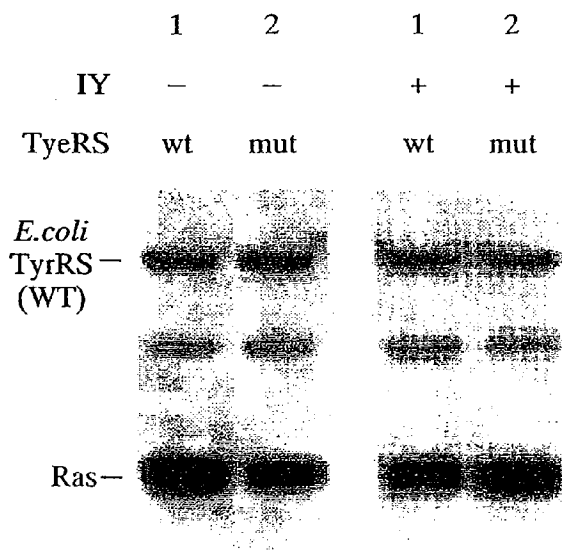 1 2 1 2
IY − − + +
TyeRS wt mut wt mut
E.coli
TyrRS −
(WT)
Ras −